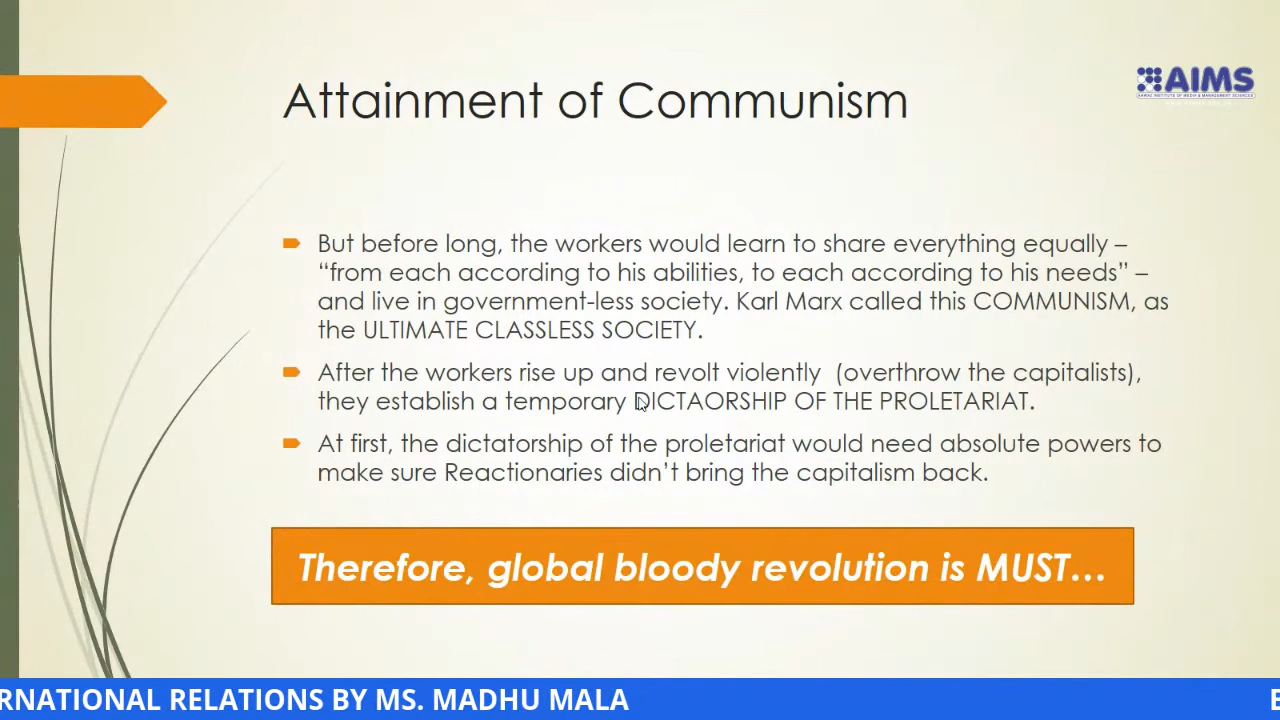 Attainment of Communism
AIMS
But before long, the workers would learn to share everything equally –
“from each according to his abilities, to each according to his needs” –
and live in government-less society. Karl Marx called this COMMUNISM, as
the ULTIMATE CLASSLESS SOCIETY.
After the workers rise up and revolt violently (overthrow the capitalists),
they establish a temporary DICTAORSHIP OF THE PROLETARIAT.
At first, the dictatorship of the proletariat would need absolute powers to
make sure Reactionaries didn’t bring the capitalism back.
Therefore, global bloody revolution is MUST...
RNATIONAL RELATIONS BY MS. MADHU MALA